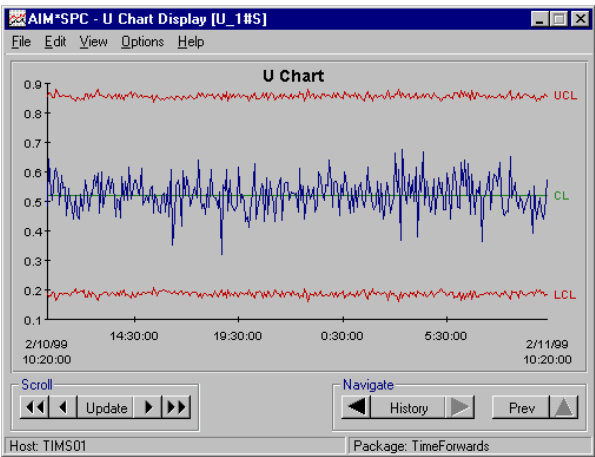 AIM*SPC - U Chart Display [U_1#S]
File Edit View Options Help
U Chart
0.9
UCL
0.8
0.7
0.6
0.5
CL
0.4
0.3
0.2
LCL
0.1
14:30:00 19:30:00 0:30:00 5:30:00
2/10/99 2/11/99
10:20:00 10:20:00
Scroll Navigate
Update History Prev
Host: TIMS01 Package: TimeForwards